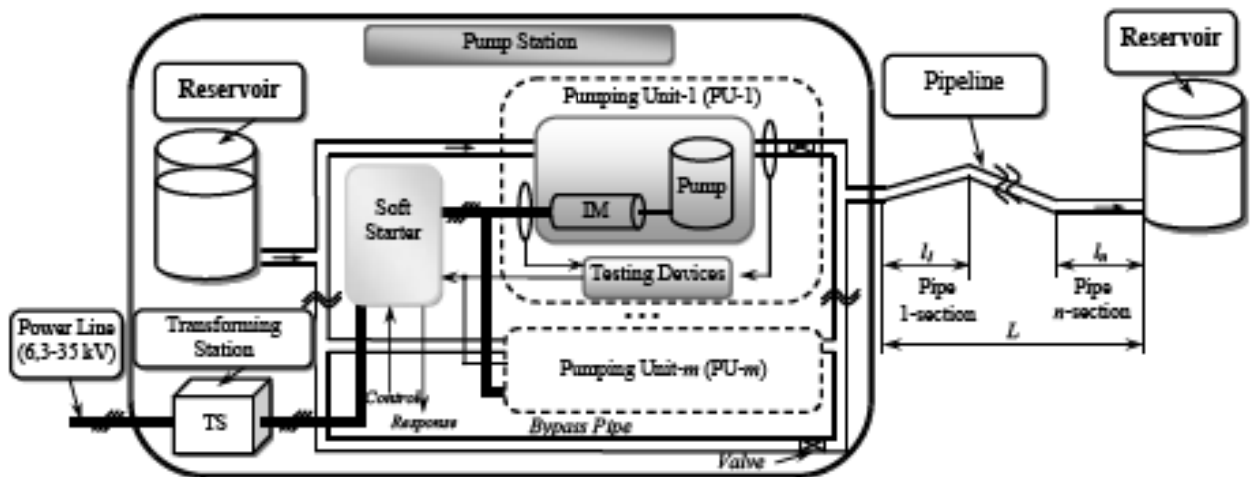 Pump Station
Reservoir
Reservoir
Pipeline
Pumping Unit-1 (PU-1)
Pump
IM
Soft
Starter
Testing Devices
...
Power Line
(6,3-35 kV)
Transforming
Station
TS
Control
Response
Pumping Unit-m (PU-m)
Bypass Pipe
Valve
l₁
Pipe
1-section
lₙ
Pipe
n-section
L